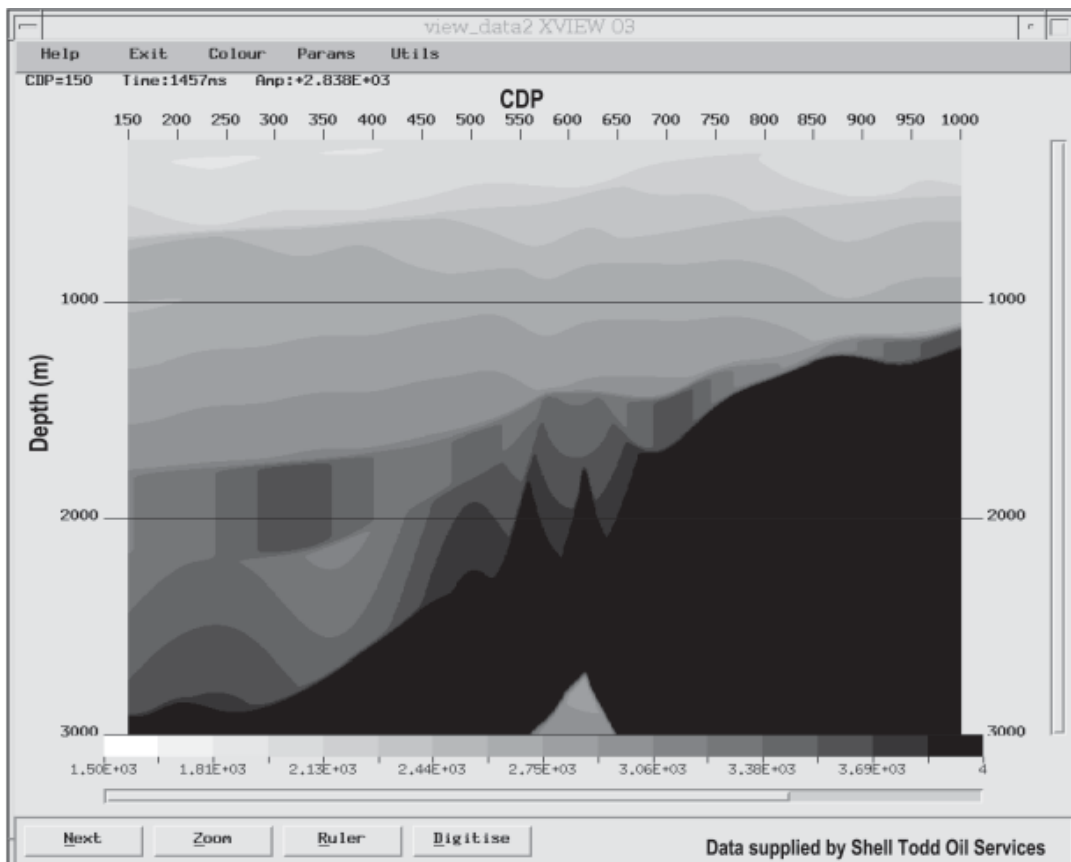 view_data2 XVIEW 03
Help Exit Colour Params Utils
CDP=150 Time:1457ms Amp:+2.838E+03
CDP
150 200 250 300 350 400 450 500 550 600 650 700 750 800 850 900 950 1000
Depth (m)
1000 1000
2000 2000
3000 3000
1.50E+03 1.81E+03 2.13E+03 2.44E+03 2.75E+03 3.06E+03 3.38E+03 3.69E+03 4
Next Zoom Ruler Digitise
Data supplied by Shell Todd Oil Services